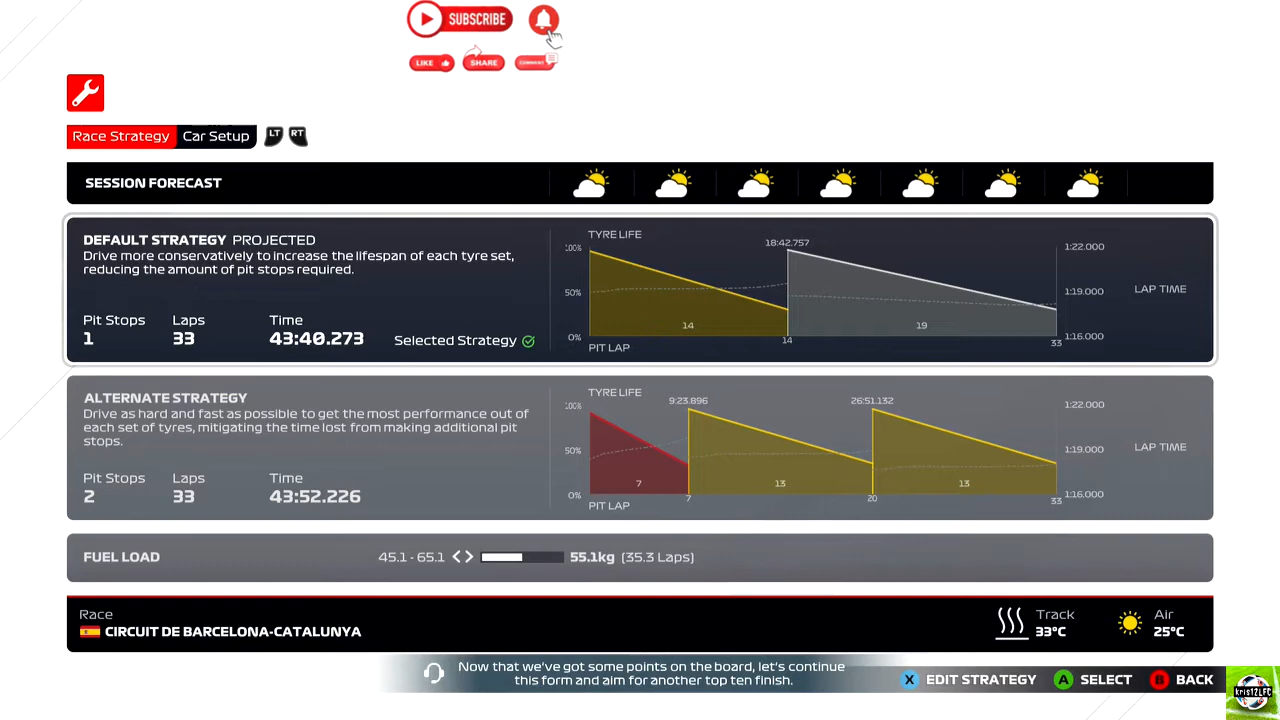 SUBSCRIBE
LIKE
SHARE
COMMENT
Race Strategy
Car Setup
LT
RT
SESSION FORECAST
DEFAULT STRATEGY PROJECTED
Drive more conservatively to increase the lifespan of each tyre set,
reducing the amount of pit stops required.
Pit Stops Laps Time
1 33 43:40.273 Selected Strategy
TYRE LIFE
18:42.757
100%
50%
0%
14
19
PIT LAP
14
33
1:22.000
1:19.000
1:16.000
LAP TIME
ALTERNATE STRATEGY
Drive as hard and fast as possible to get the most performance out of
each set of tyres, mitigating the time lost from making additional pit
stops.
Pit Stops Laps Time
2 33 43:52.226
TYRE LIFE
9:23.896
26:51.132
100%
50%
0%
7
13
13
PIT LAP
7
20
33
1:22.000
1:19.000
1:16.000
LAP TIME
FUEL LOAD
45.1 - 65.1
55.1kg (35.3 Laps)
Race
CIRCUIT DE BARCELONA-CATALUNYA
Track
33°C
Air
25°C
Now that we've got some points on the board, let's continue
this form and aim for another top ten finish.
X EDIT STRATEGY
A SELECT
B BACK
kris12LFC